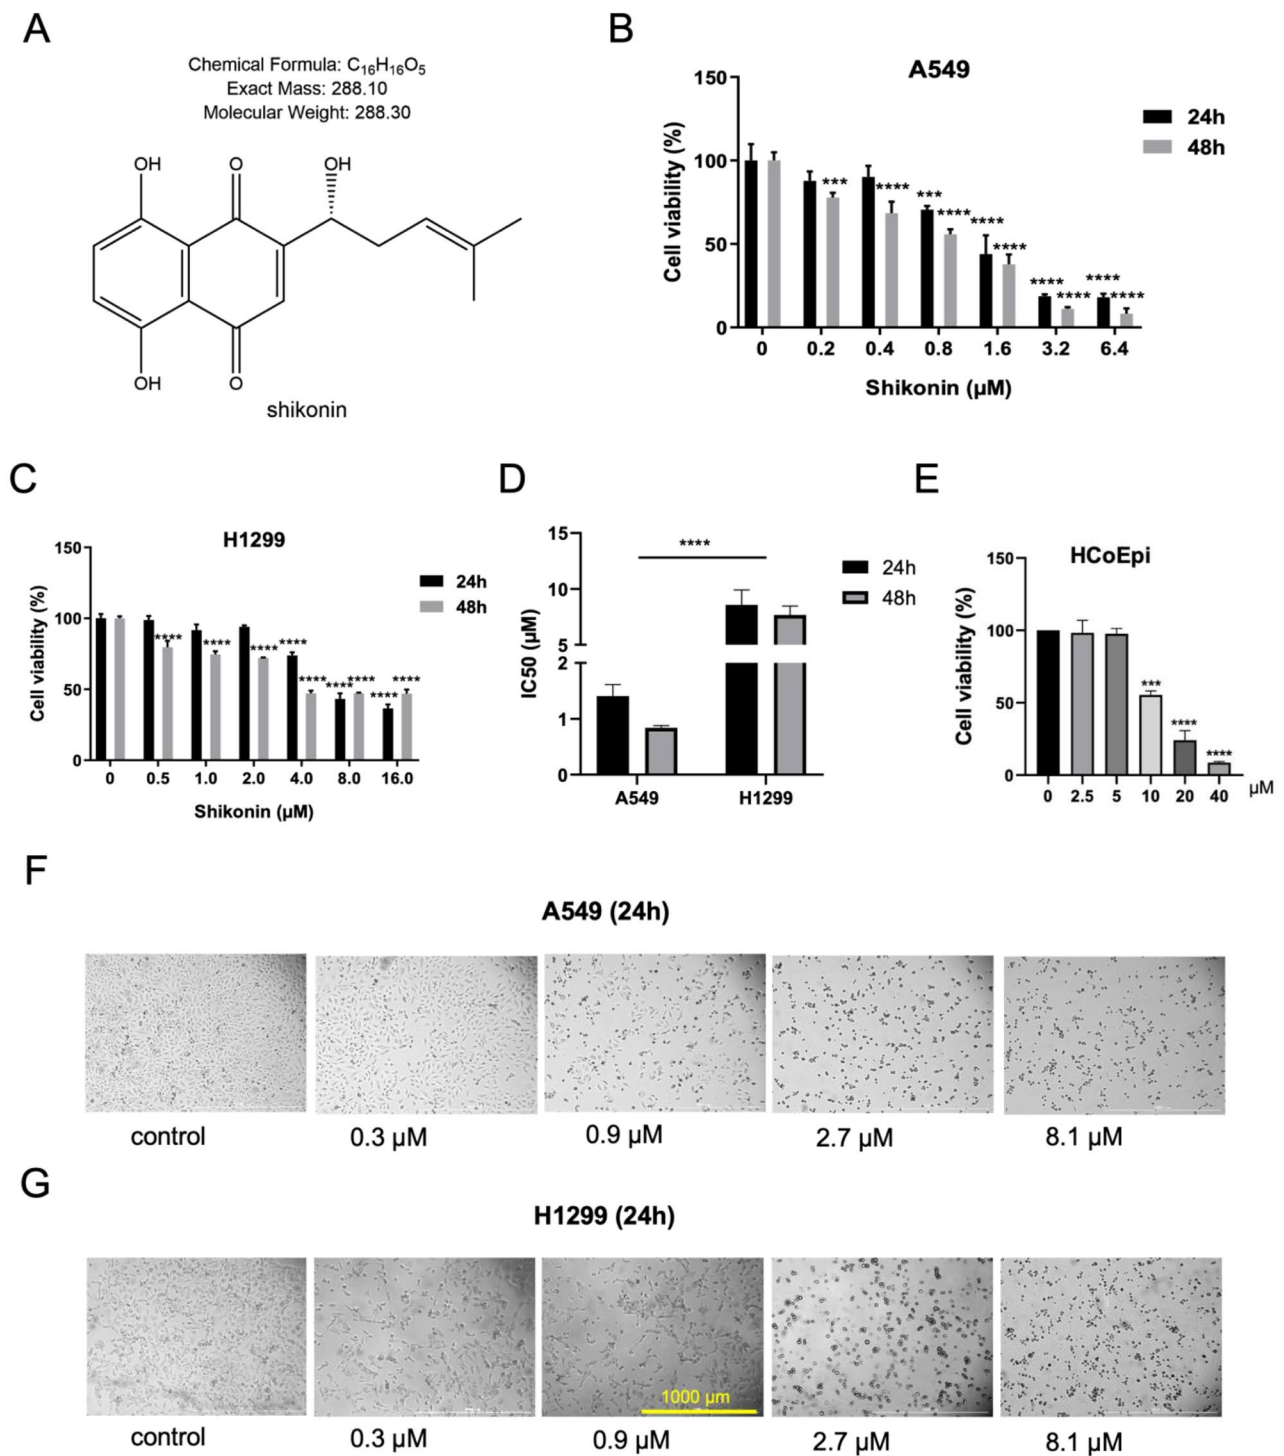 A
Chemical Formula: C₁₆H₁₆O₅
Exact Mass: 288.10
Molecular Weight: 288.30
OH
O
OH
OH
O
shikonin
B
A549
Cell viability (%)
150
100
50
0
***
****
***
****
****
****
****
****
****
****
0 0.2 0.4 0.8 1.6 3.2 6.4
Shikonin (µM)
24h
48h
C
H1299
Cell viability (%)
150
100
50
0
****
****
****
****
****
****
****
****
****
0 0.5 1.0 2.0 4.0 8.0 16.0
Shikonin (µM)
24h
48h
D
IC50 (µM)
15
10
5
2
1
0
****
A549 H1299
24h
48h
E
HCoEpi
Cell viability (%)
150
100
50
0
***
****
****
0 2.5 5 10 20 40 µM
F
A549 (24h)
control 0.3 µM 0.9 µM 2.7 µM 8.1 µM
G
H1299 (24h)
1000 µm
control 0.3 µM 0.9 µM 2.7 µM 8.1 µM